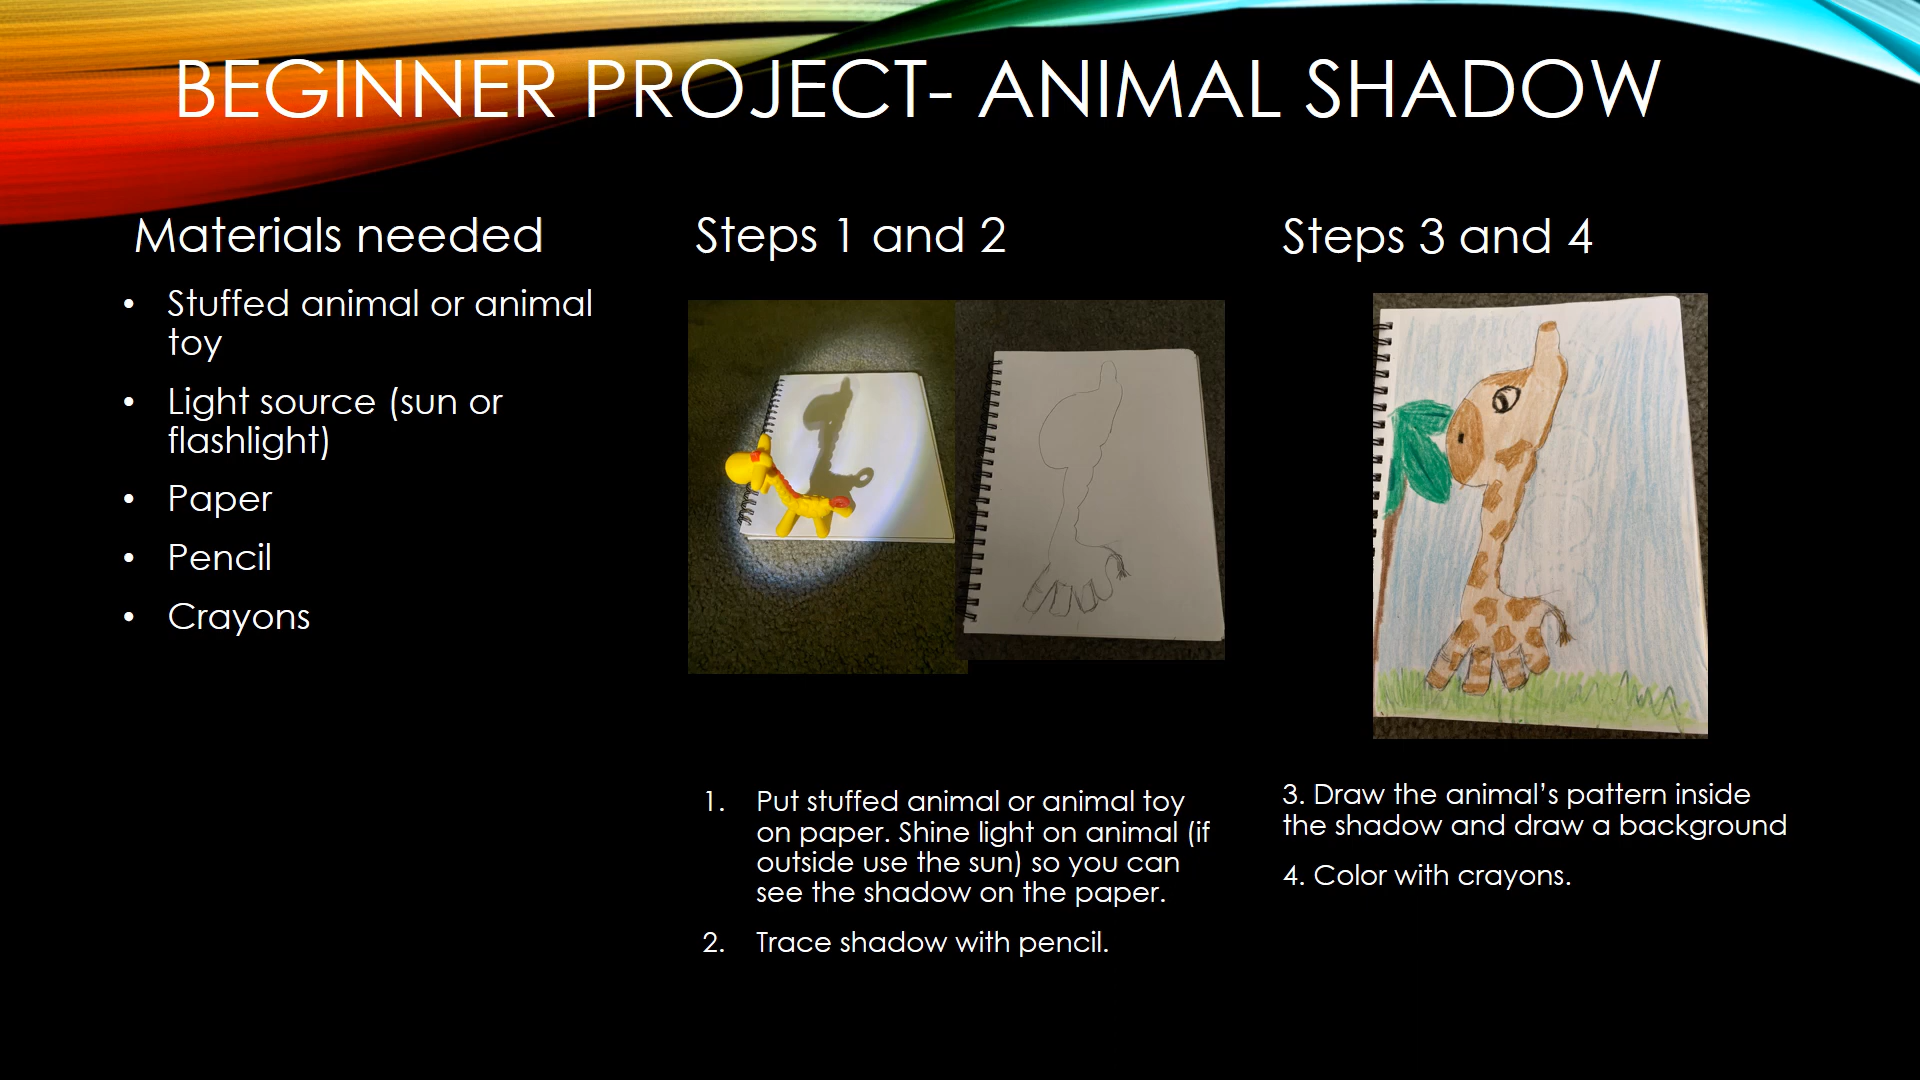 BEGINNER PROJECT- ANIMAL SHADOW
Materials needed
• Stuffed animal or animal
toy
• Light source (sun or
flashlight)
• Paper
• Pencil
• Crayons
Steps 1 and 2
1. Put stuffed animal or animal toy
on paper. Shine light on animal (if
outside use the sun) so you can
see the shadow on the paper.
2. Trace shadow with pencil.
Steps 3 and 4
3. Draw the animal’s pattern inside
the shadow and draw a background
4. Color with crayons.